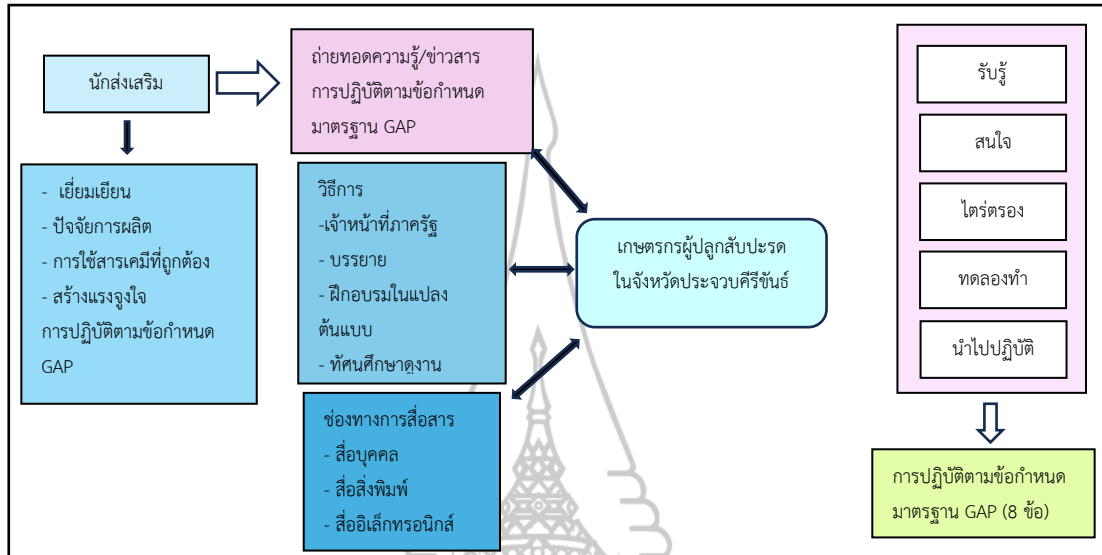 นักส่งเสริม
- เยี่ยมเยียน
- ปัจจัยการผลิต
- การใช้สารเคมีที่ถูกต้อง
- สร้างแรงจูงใจ
การปฏิบัติตามข้อกำหนด
GAP
ถ่ายทอดความรู้/ข่าวสาร
การปฏิบัติตามข้อกำหนด
มาตรฐาน GAP
วิธีการ
-เจ้าหน้าที่ภาครัฐ
- บรรยาย
- ฝึกอบรมในแปลง
ต้นแบบ
- ทัศนศึกษาดูงาน
ช่องทางการสื่อสาร
- สื่อบุคคล
- สื่อสิ่งพิมพ์
- สื่ออิเล็กทรอนิกส์
เกษตรกรผู้ปลูกสับปะรด
ในจังหวัดประจวบคีรีขันธ์
รับรู้
สนใจ
ไตร่ตรอง
ทดลองทำ
นำไปปฏิบัติ
การปฏิบัติตามข้อกำหนด
มาตรฐาน GAP (8 ข้อ)